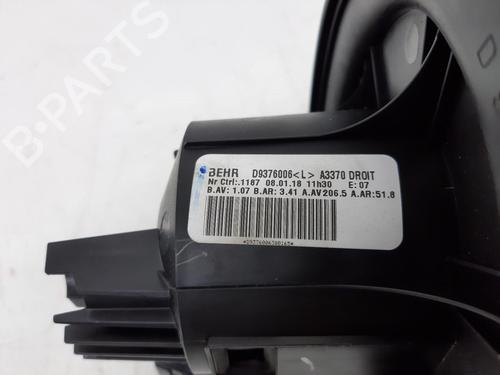 BEHR D9376006<L> A3370 DROIT
Nr Ctrl:.1187 08.01.18 11h30 E: 07
B.AV: 1.07 B.AR: 3.41 A.AV206.5 A.AR:51.8
B-PARTS